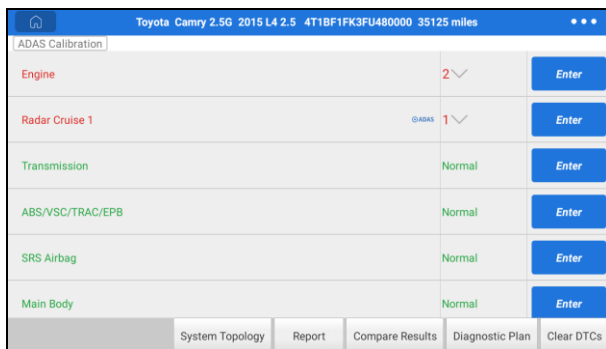 Toyota Camry 2.5G 2015 L4 2.5 4T1BF1FK3FU480000 35125 miles
ADAS Calibration
Engine 2 Enter
Radar Cruise 1 ADAS 1 Enter
Transmission Normal Enter
ABS/VSC/TRAC/EPB Normal Enter
SRS Airbag Normal Enter
Main Body Normal Enter
System Topology Report Compare Results Diagnostic Plan Clear DTCs